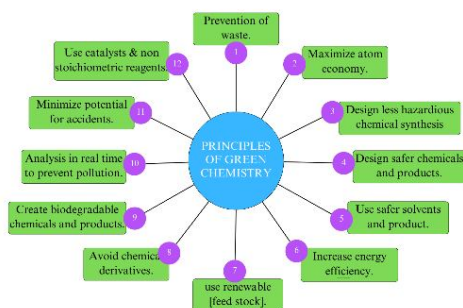 Prevention of
waste.
1
Maximize atom
economy.
2
Design less hazardious
chemical synthesis
3
Design safer chemicals
and products.
4
Use safer solvents
and product.
5
Increase energy
efficiency.
6
use renewable
[feed stock].
7
Avoid chemical
derivatives.
8
Create biodegradable
chemicals and products.
9
Analysis in real time
to prevent pollution.
10
Minimize potential
for accidents.
11
Use catalysts & non
stoichiometric reagents.
12
PRINCIPLES
OF GREEN
CHEMISTRY